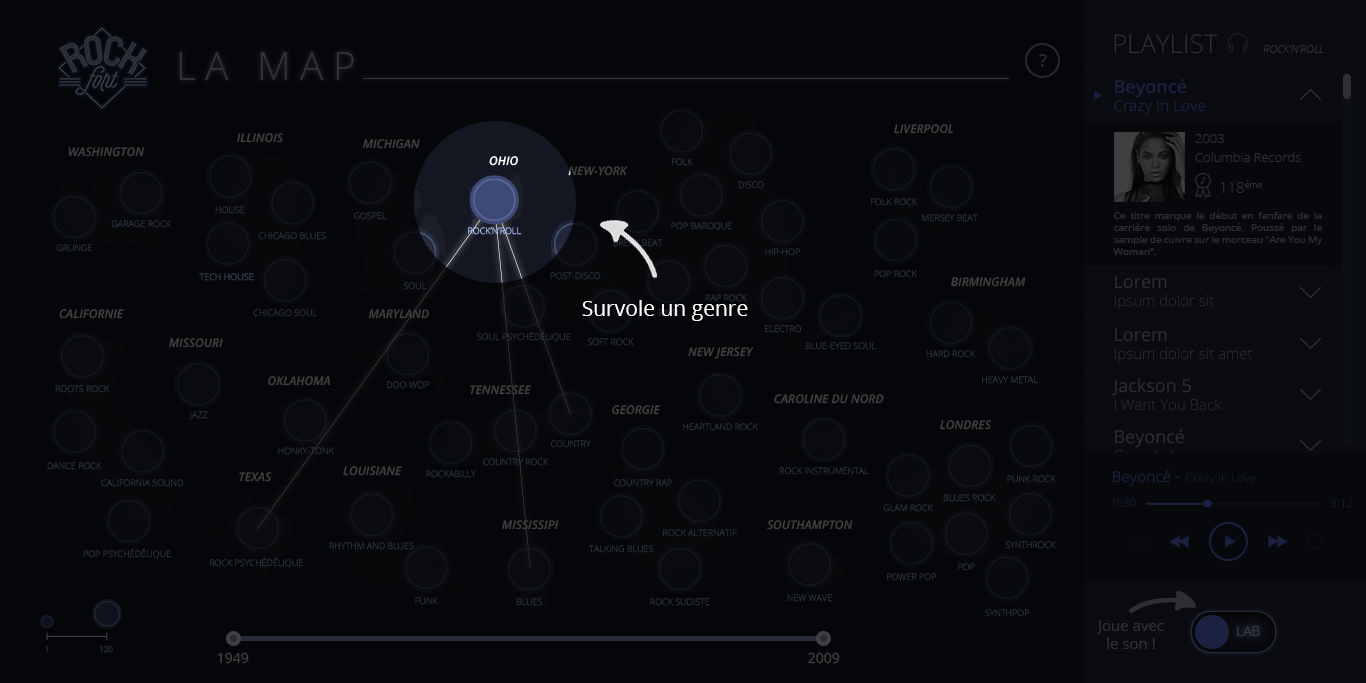 ROCK
fort
LA MAP
?
WASHINGTON
GRUNGE
GARAGE ROCK
ILLINOIS
HOUSE
CHICAGO BLUES
TECH HOUSE
CHICAGO SOUL
MICHIGAN
GOSPEL
OHIO
ROCK'N'ROLL
SOUL
NEW-YORK
FOLK
DISCO
POP BAROQUE
HIP-HOP
POST-DISCO
RAP ROCK
SOUL PSYCHÉDÉLIQUE
SOFT ROCK
ELECTRO
BLUE-EYED SOUL
Survole un genre
LIVERPOOL
FOLK ROCK
MERSEY BEAT
POP ROCK
BIRMINGHAM
HARD ROCK
HEAVY METAL
CALIFORNIE
ROOTS ROCK
DANCE ROCK
CALIFORNIA SOUND
POP PSYCHÉDÉLIQUE
MISSOURI
JAZZ
OKLAHOMA
HONKY-TONK
MARYLAND
DOO-WOP
TENNESSEE
ROCKABILLY
COUNTRY ROCK
COUNTRY
NEW JERSEY
HEARTLAND ROCK
GEORGIE
COUNTRY RAP
TALKING BLUES
ROCK ALTERNATIF
ROCK SUDISTE
CAROLINE DU NORD
ROCK INSTRUMENTAL
LONDRES
PUNK ROCK
GLAM ROCK
BLUES ROCK
SYNTHROCK
POWER POP
POP
SYNTHPOP
TEXAS
ROCK PSYCHÉDÉLIQUE
LOUISIANE
RHYTHM AND BLUES
FUNK
MISSISSIPI
BLUES
SOUTHAMPTON
NEW WAVE
1
120
1949
2009
PLAYLIST
ROCK'N'ROLL
Beyoncé
Crazy In Love
2003
Columbia Records
118ème
Ce titre marque le début en fanfare de la
carrière solo de Beyoncé. Poussé par le
sample de cuivre sur le morceau "Are You My
Woman".
Lorem
Ipsum dolor sit
Lorem
Ipsum dolor sit amet
Jackson 5
I Want You Back
Beyoncé
Beyoncé - Crazy In Love
0:30
3:12
Joue avec
le son !
LAB